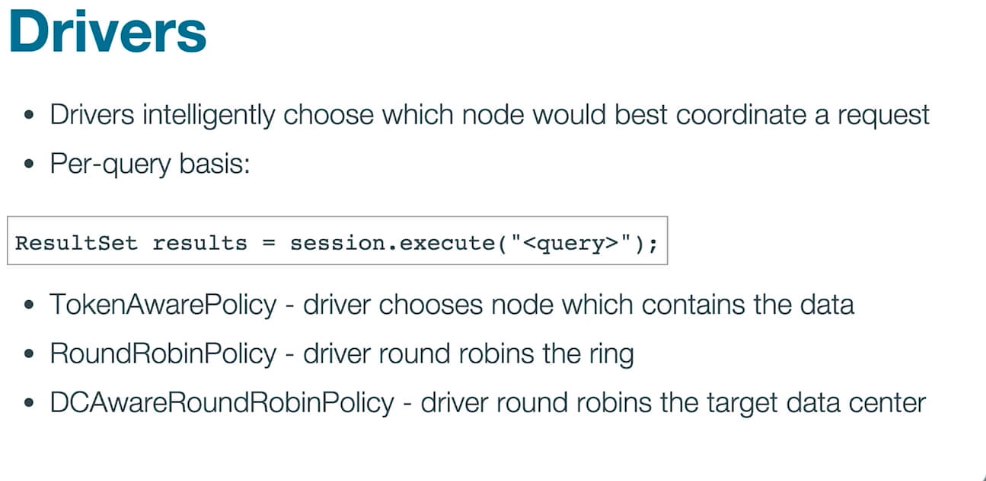 Drivers
• Drivers intelligently choose which node would best coordinate a request
• Per-query basis:
ResultSet results = session.execute("<query>");
• TokenAwarePolicy - driver chooses node which contains the data
• RoundRobinPolicy - driver round robins the ring
• DCAwareRoundRobinPolicy - driver round robins the target data center